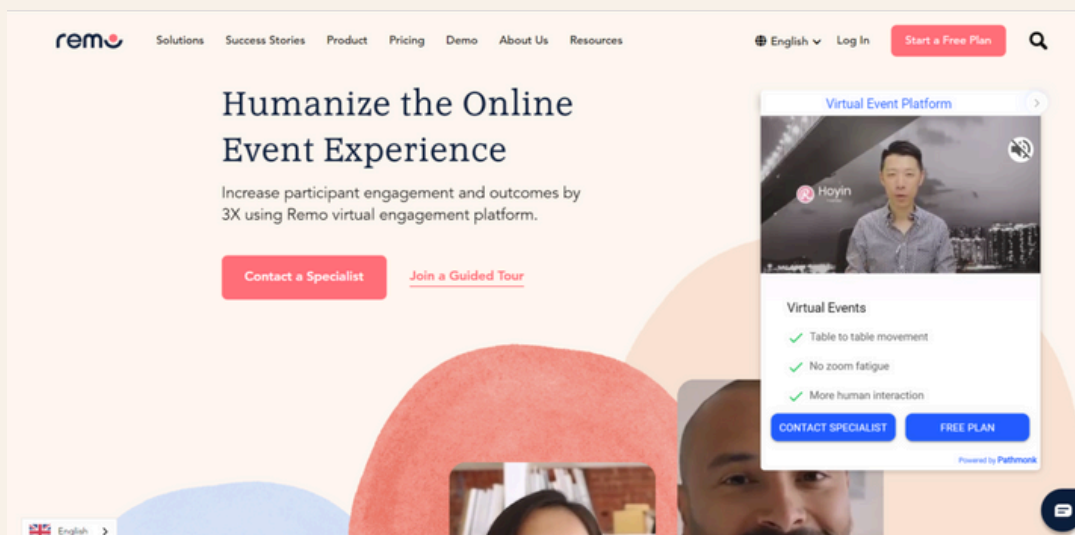 remo
Solutions Success Stories Product Pricing Demo About Us Resources
English Log In Start a Free Plan
Humanize the Online
Event Experience
Increase participant engagement and outcomes by
3X using Remo virtual engagement platform.
Contact a Specialist Join a Guided Tour
Virtual Event Platform
Hoyin
Virtual Events
Table to table movement
No zoom fatigue
More human interaction
CONTACT SPECIALIST FREE PLAN
Powered by Pathmonk
English